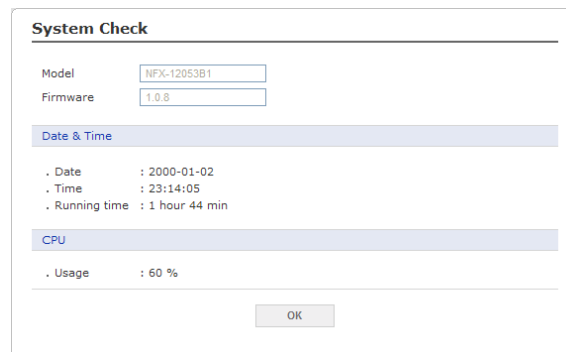 System Check
Model NFX-12053B1
Firmware 1.0.8
Date & Time
. Date : 2000-01-02
. Time : 23:14:05
. Running time : 1 hour 44 min
CPU
. Usage : 60 %
OK